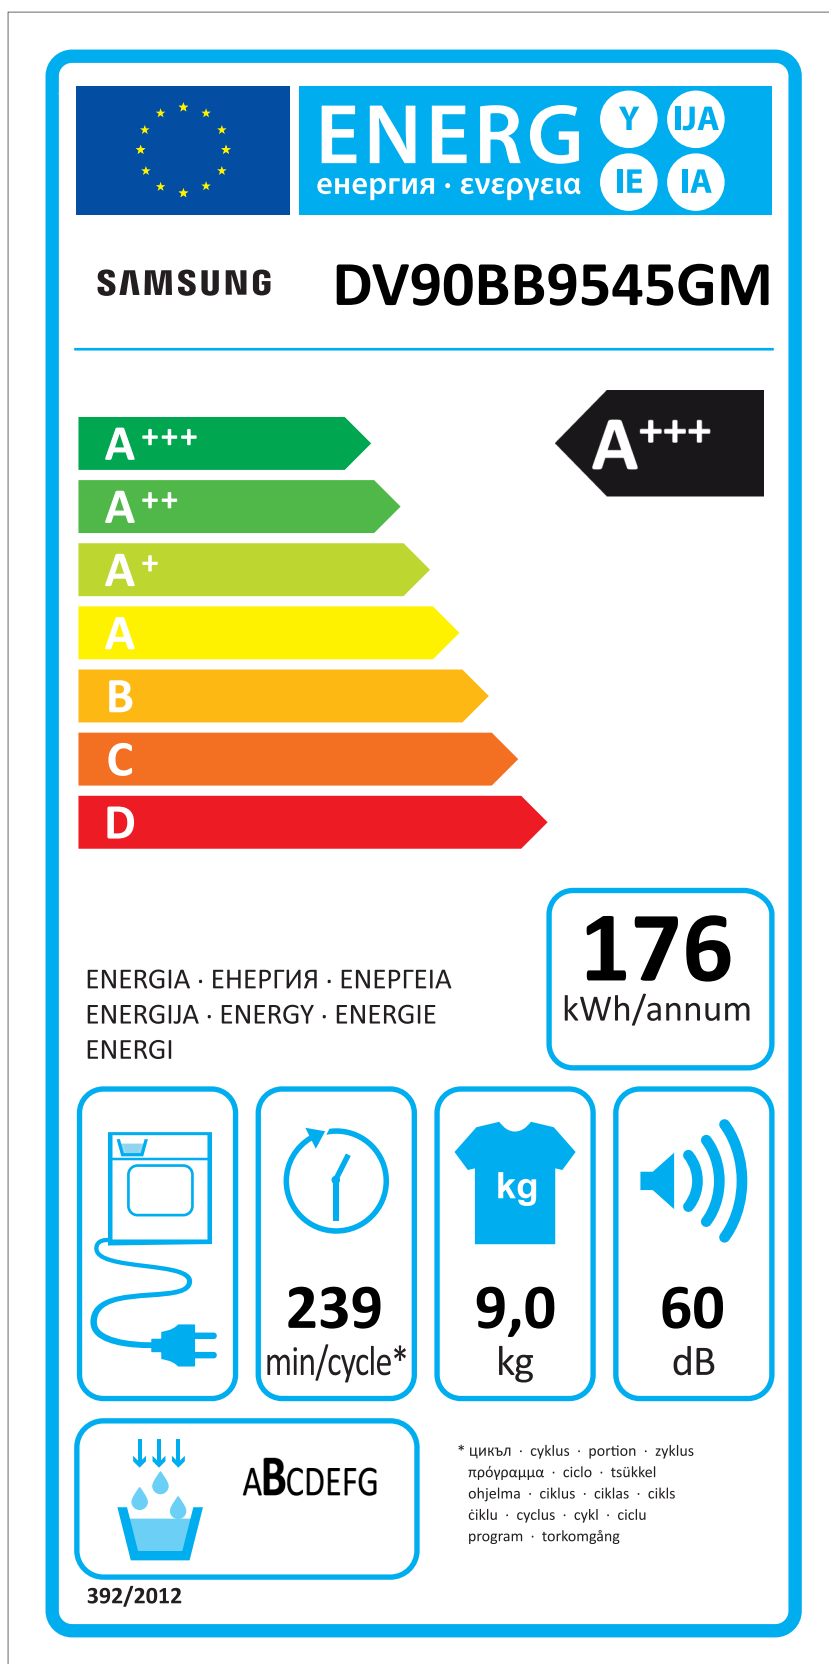 ENERG
енергия · ενεργεια
Y
IJA
IE
IA
SAMSUNG
DV90BB9545GM
A+++
A+++
A++
A+
A
B
C
D
176
kWh/annum
ENERGIA · ЕНЕРГИЯ · ΕΝΕΡΓΕΙΑ
ENERGIJA · ENERGY · ENERGIE
ENERGI
kg
239
min/cycle*
9,0
kg
60
dB
ABCDEFG
* цикъл · cyklus · portion · zyklus
πρόγραμμα · ciclo · tsükkel
ohjelma · ciklus · ciklas · cikls
ċiklu · cyclus · cykl · ciclu
program · torkomgång
392/2012